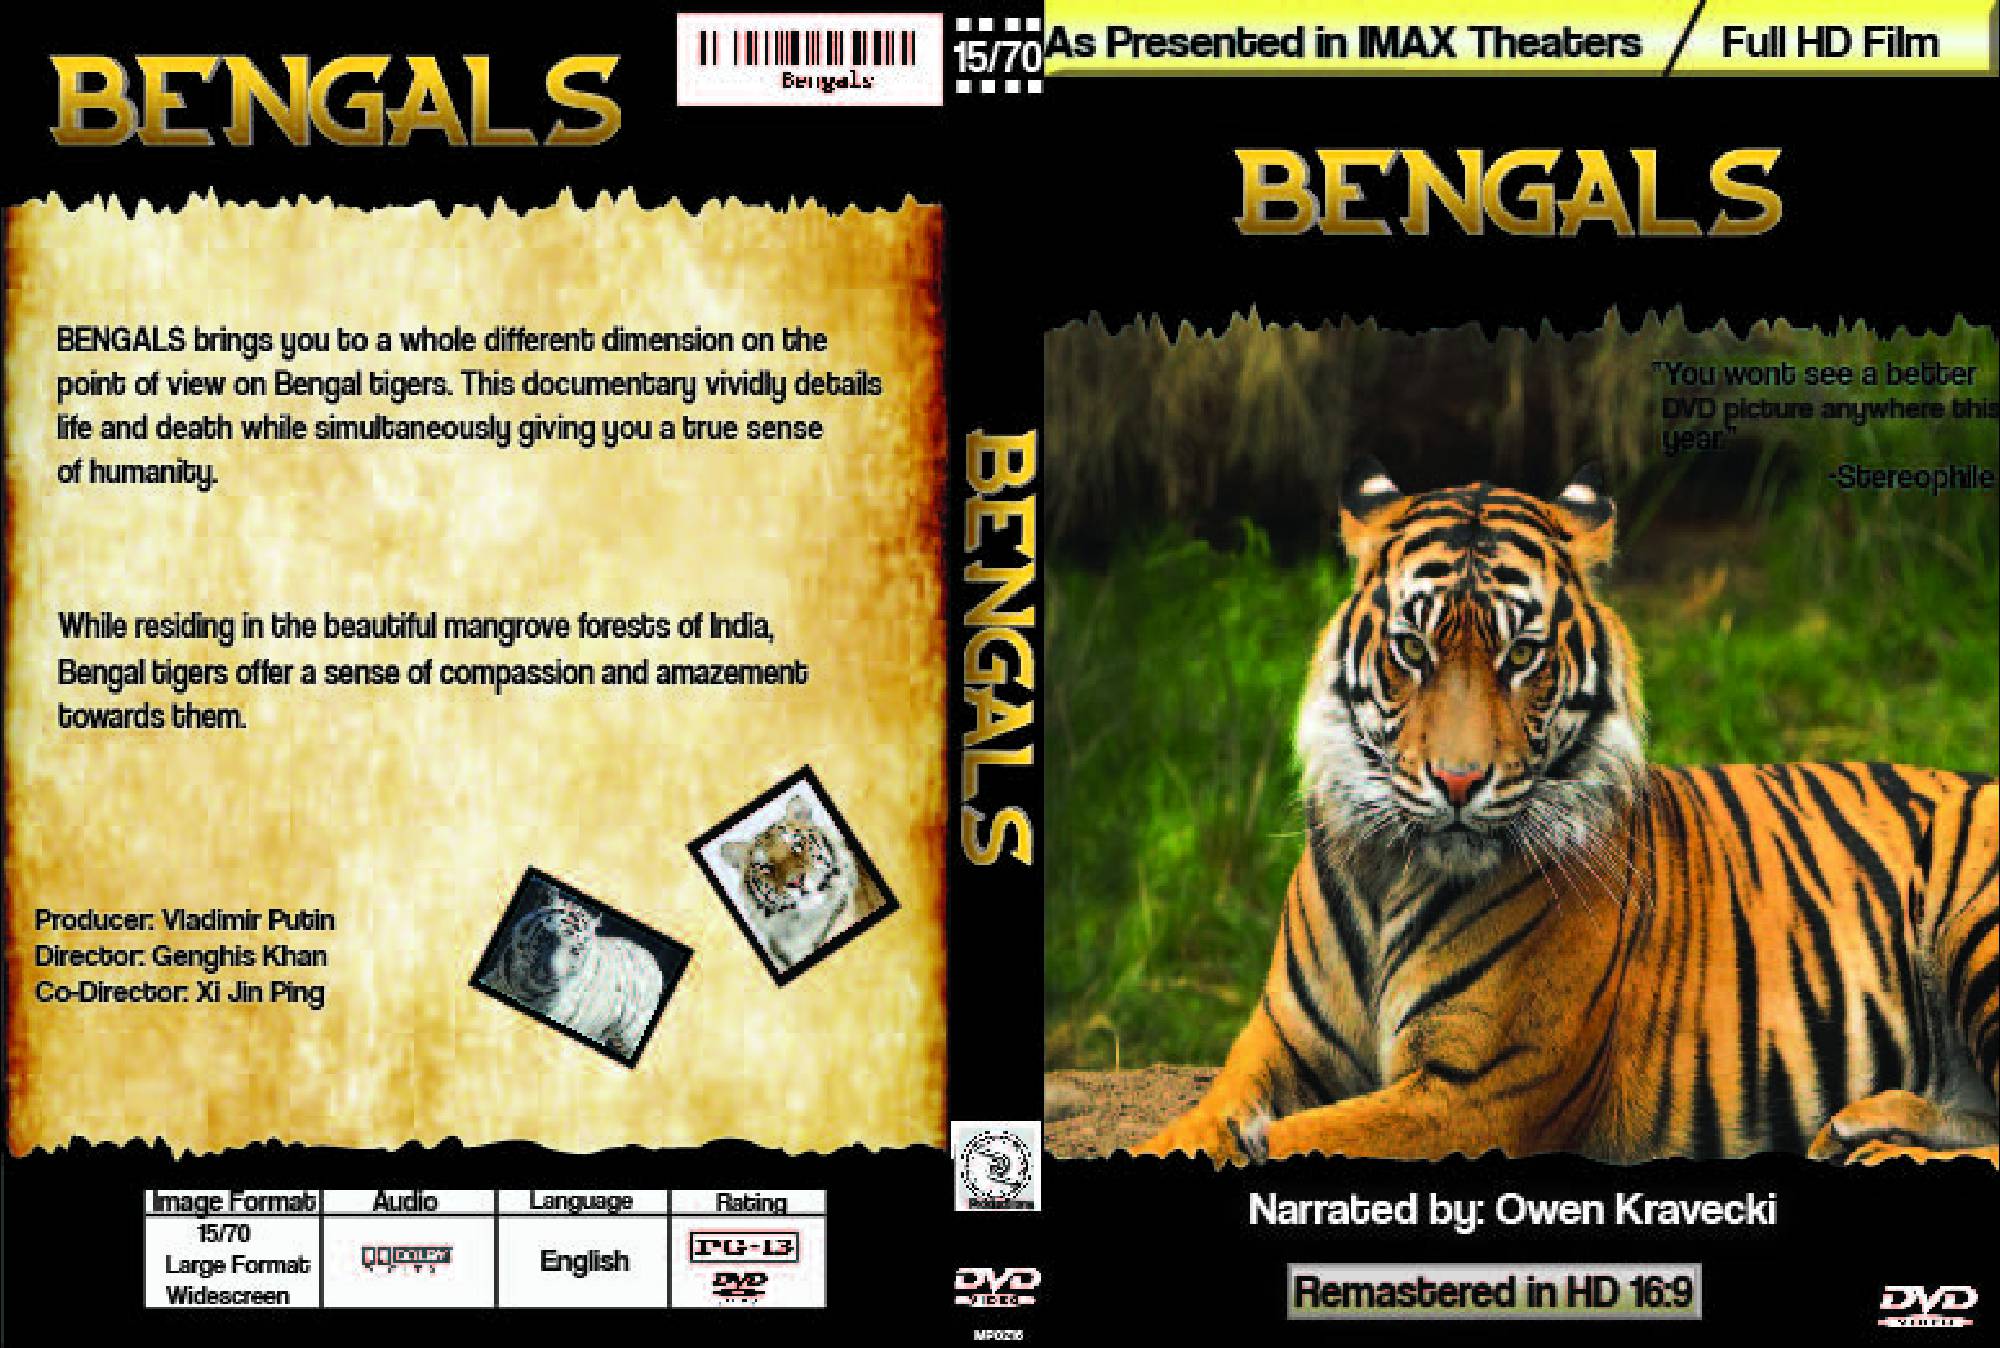 BENGALS
Bengals
BENGALS brings you to a whole different dimension on the
point of view on Bengal tigers. This documentary vividly details
life and death while simultaneously giving you a true sense
of humanity.
While residing in the beautiful mangrove forests of India,
Bengal tigers offer a sense of compassion and amazement
towards them.
Producer: Vladimir Putin
Director: Genghis Khan
Co-Director: Xi Jin Ping
Image Format
15/70
Large Format
Widescreen
Audio
DOLBY
Language
English
Rating
PG-13
DVD
15/70
BENGALS
DVD
VIDEO
As Presented in IMAX Theaters / Full HD Film
BENGALS
"You wont see a better
DVD picture anywhere this
year."
-Stereophile
Narrated by: Owen Kravecki
Remastered in HD 16:9
DVD
VIDEO